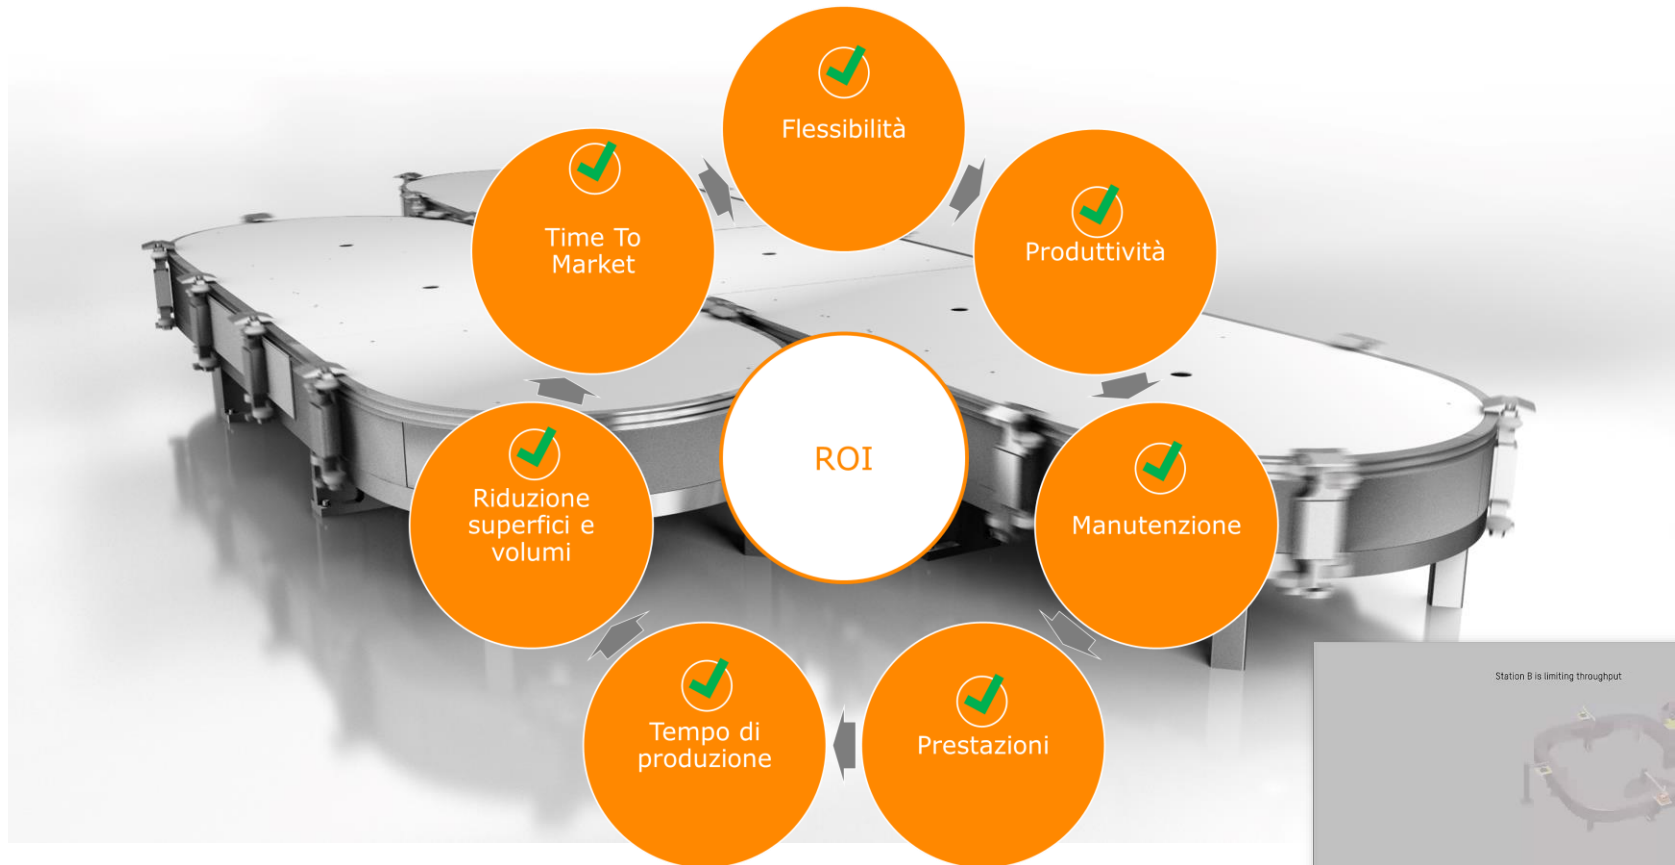 Flessibilità
Produttività
Manutenzione
Prestazioni
Tempo di
produzione
Riduzione
superfici e
volumi
Time To
Market
ROI
Station B is limiting throughput